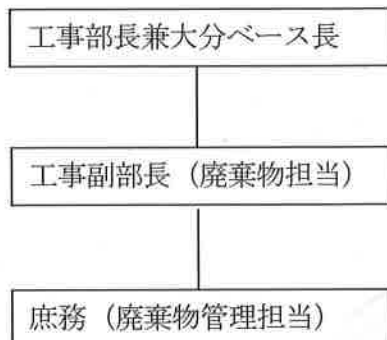 工事部長兼大分ベース長
工事副部長（廃棄物担当）
庶務（廃棄物管理担当）